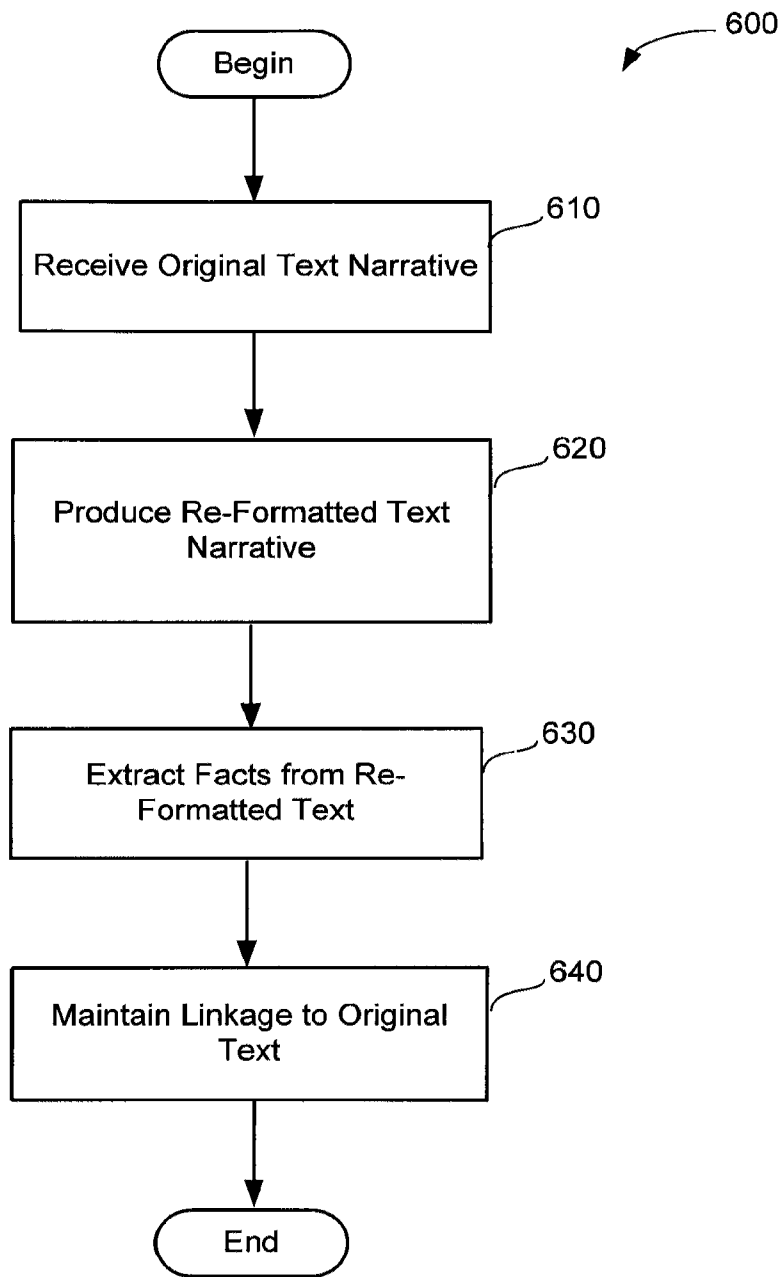 600
Begin
610
Receive Original Text Narrative
620
Produce Re-Formatted Text
Narrative
630
Extract Facts from Re-
Formatted Text
640
Maintain Linkage to Original
Text
End